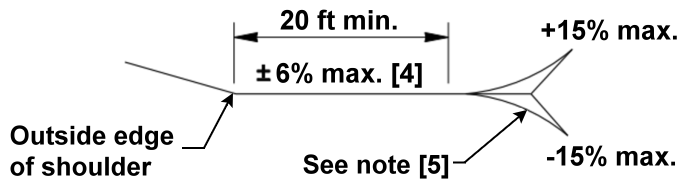 20 ft min.
+15% max.
±6% max. [4]
Outside edge
of shoulder
See note [5]
-15% max.